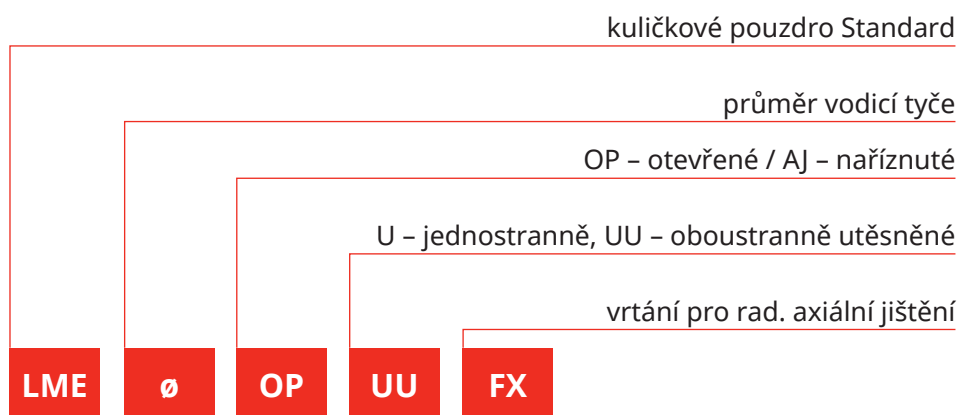 kuličkové pouzdro Standard
průměr vodicí tyče
OP – otevřené / AJ – naříznuté
U – jednostranně, UU – oboustranně utěsněné
vrtání pro rad. axiální jištění
LME ø OP UU FX